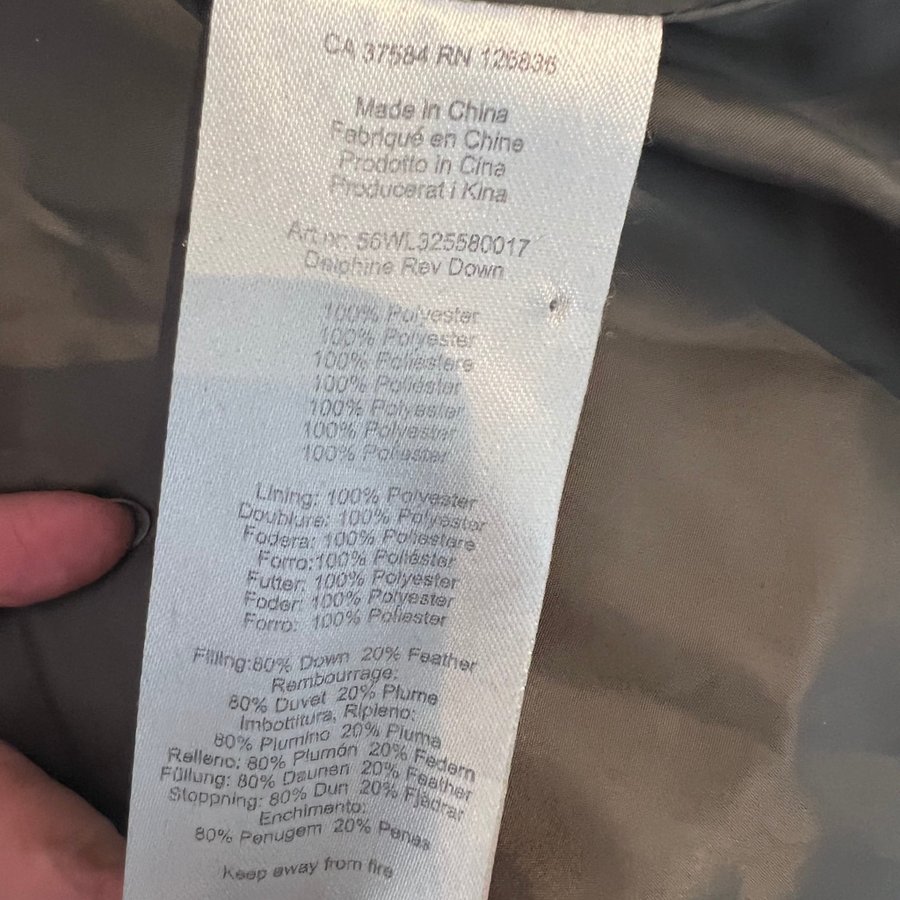 CA 37584 RN 126836
Made in China
Fabriqué en Chine
Prodotto in Cina
Producerat i Kina
Art nr: 56WL325580017
Delphine Rev Down
100% Polyester
100% Polyester
100% Poliestere
100% Poliéster
100% Polyester
100% Polyester
100% Poliester
Lining: 100% Polyester
Doublure: 100% Polyester
Fodera: 100% Poliestere
Forro:100% Poliéster
Futter: 100% Polyester
Foder: 100% Polyester
Forro: 100% Poliester
Filling:80% Down 20% Feather
Rembourrage:
80% Duvet 20% Plume
Imbottitura, Ripieno:
80% Piumino 20% Piuma
Relleno: 80% Plumón 20% Federn
Füllung: 80% Daunen 20% Feather
Stoppning: 80% Dun 20% Fjädrar
Enchimento:
80% Penugem 20% Penas
Keep away from fire